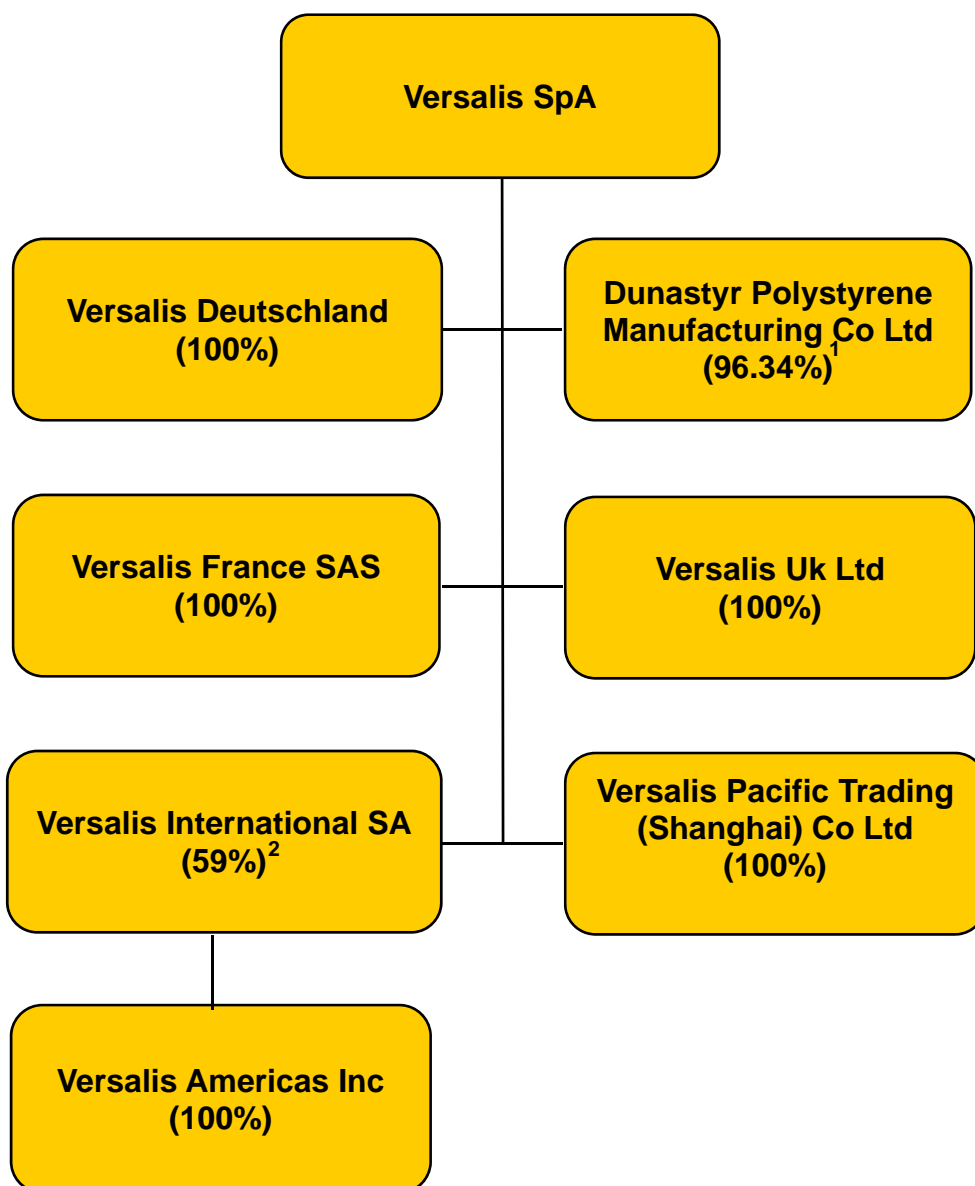 Versalis SpA
Versalis Deutschland
(100%)
Dunastyr Polystyrene
Manufacturing Co Ltd
(96.34%)¹
Versalis France SAS
(100%)
Versalis Uk Ltd
(100%)
Versalis International SA
(59%)²
Versalis Pacific Trading
(Shanghai) Co Ltd
(100%)
Versalis Americas Inc
(100%)